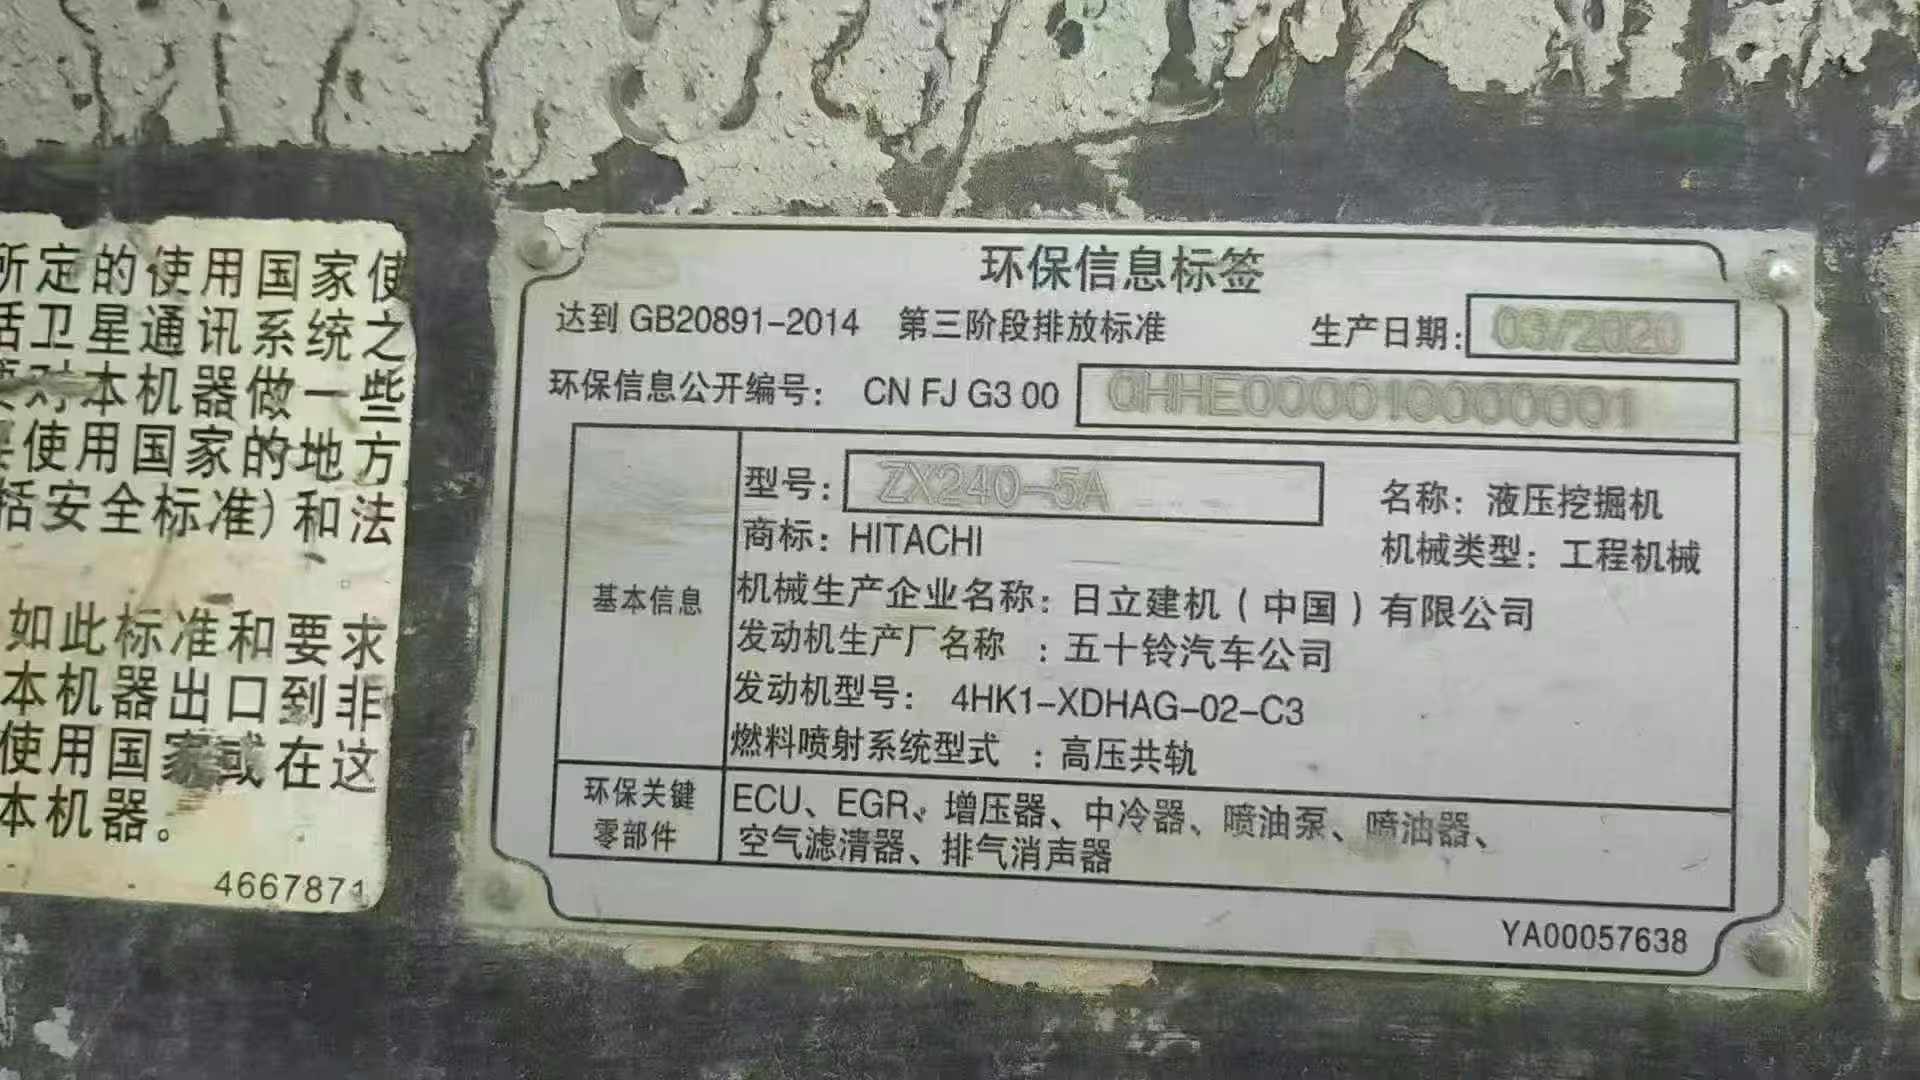 所定的使用国家使
括卫星通讯系统之
要对本机器做一些
要使用国家的地方
括安全标准)和法
如此标准和要求
本机器出口到非
使用国家或在这
本机器。
4667871
环保信息标签
达到 GB20891-2014 第三阶段排放标准 生产日期: 03/2020
环保信息公开编号: CN FJ G3 00 0HHE000010000001
基本信息
型号: ZX240-5A 名称: 液压挖掘机
商标: HITACHI 机械类型: 工程机械
机械生产企业名称: 日立建机(中国)有限公司
发动机生产厂名称 : 五十铃汽车公司
发动机型号: 4HK1-XDHAG-02-C3
燃料喷射系统型式 : 高压共轨
环保关键
零部件
ECU、EGR、增压器、中冷器、喷油泵、喷油器、
空气滤清器、排气消声器
YA00057638